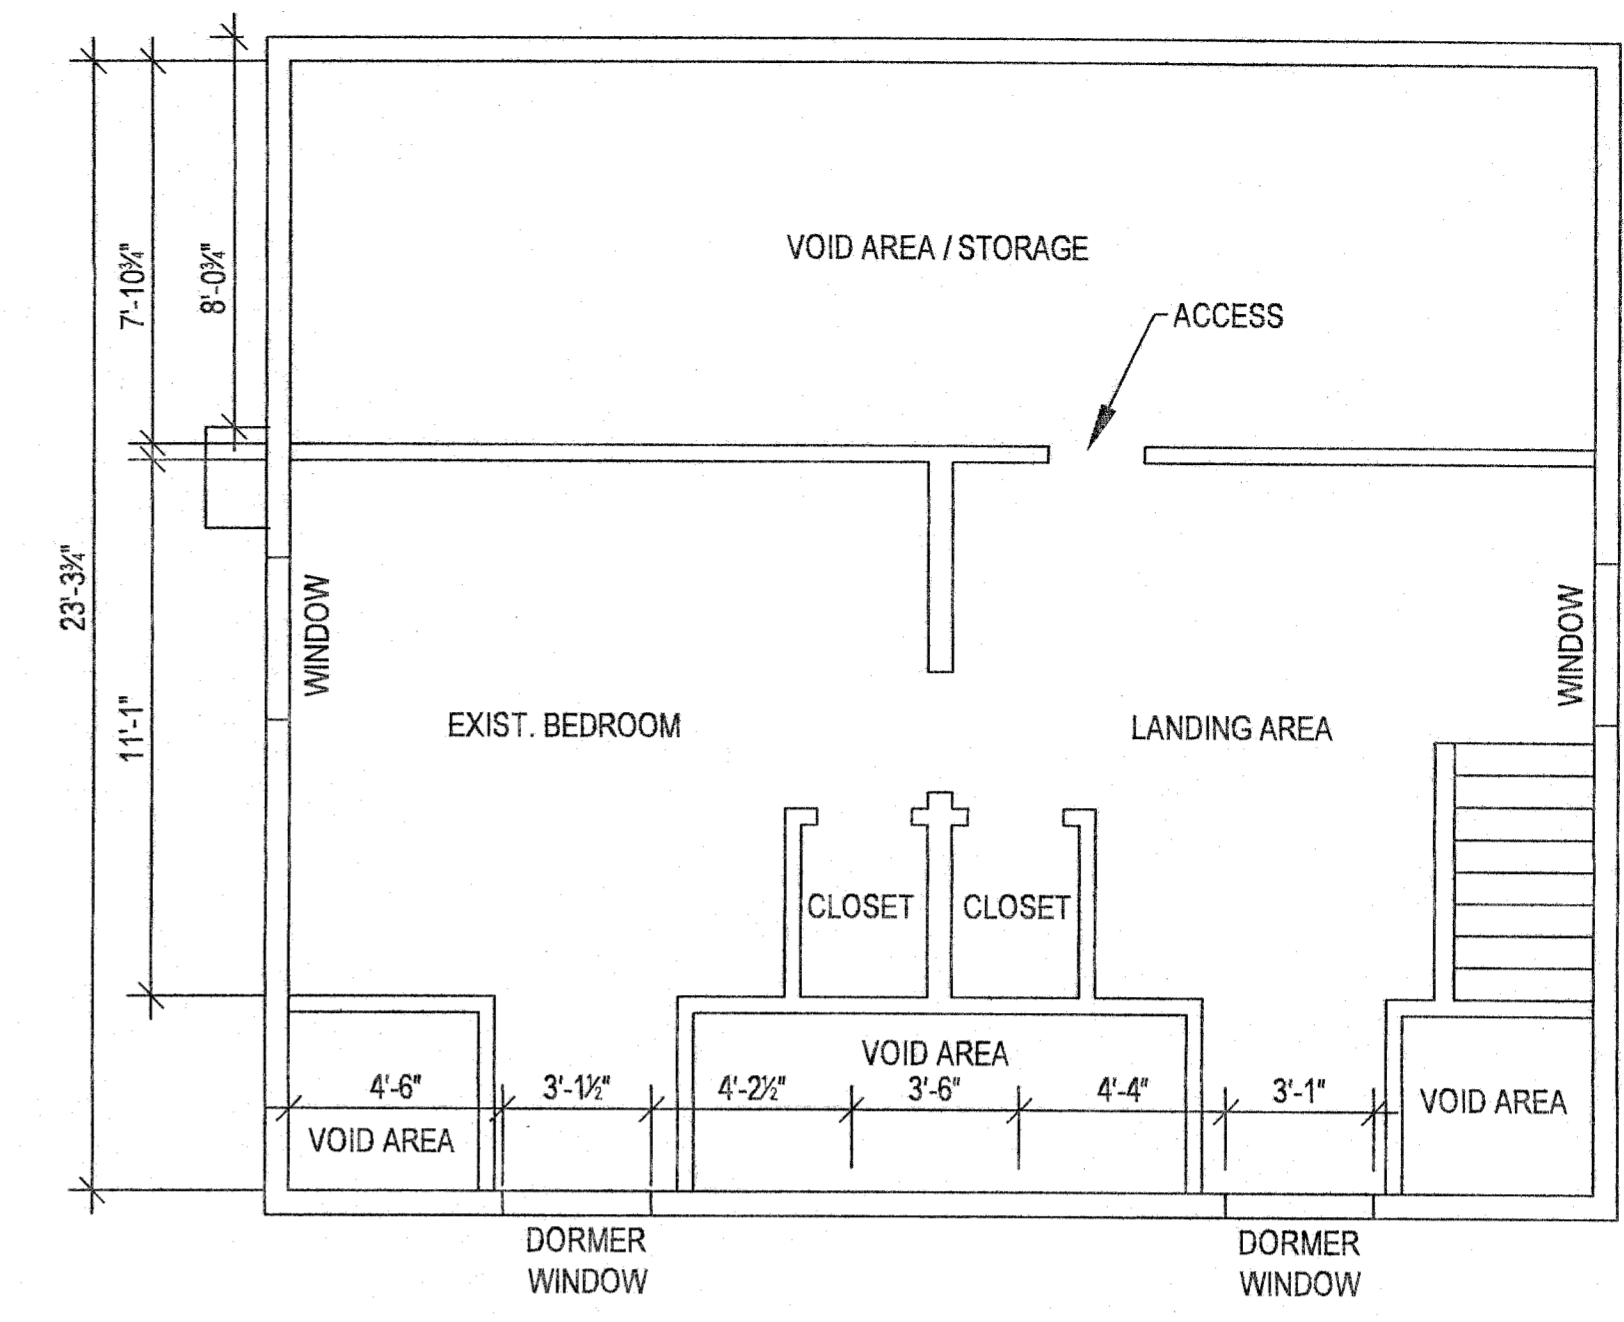 VOID AREA / STORAGE
ACCESS
7'-10¾"
8'-0¾"
23'-3¾"
11'-1"
WINDOW
WINDOW
EXIST. BEDROOM
LANDING AREA
CLOSET
CLOSET
VOID AREA
4'-6"
3'-1½"
4'-2½"
3'-6"
4'-4"
3'-1"
VOID AREA
VOID AREA
DORMER
WINDOW
DORMER
WINDOW